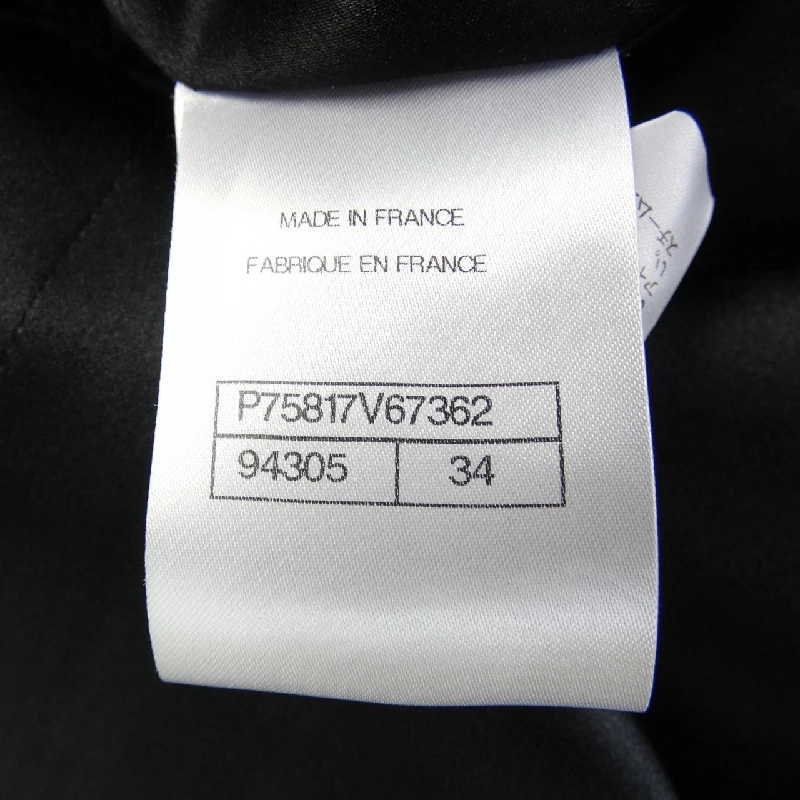 MADE IN FRANCE
FABRIQUE EN FRANCE
P75817V67362
94305 34